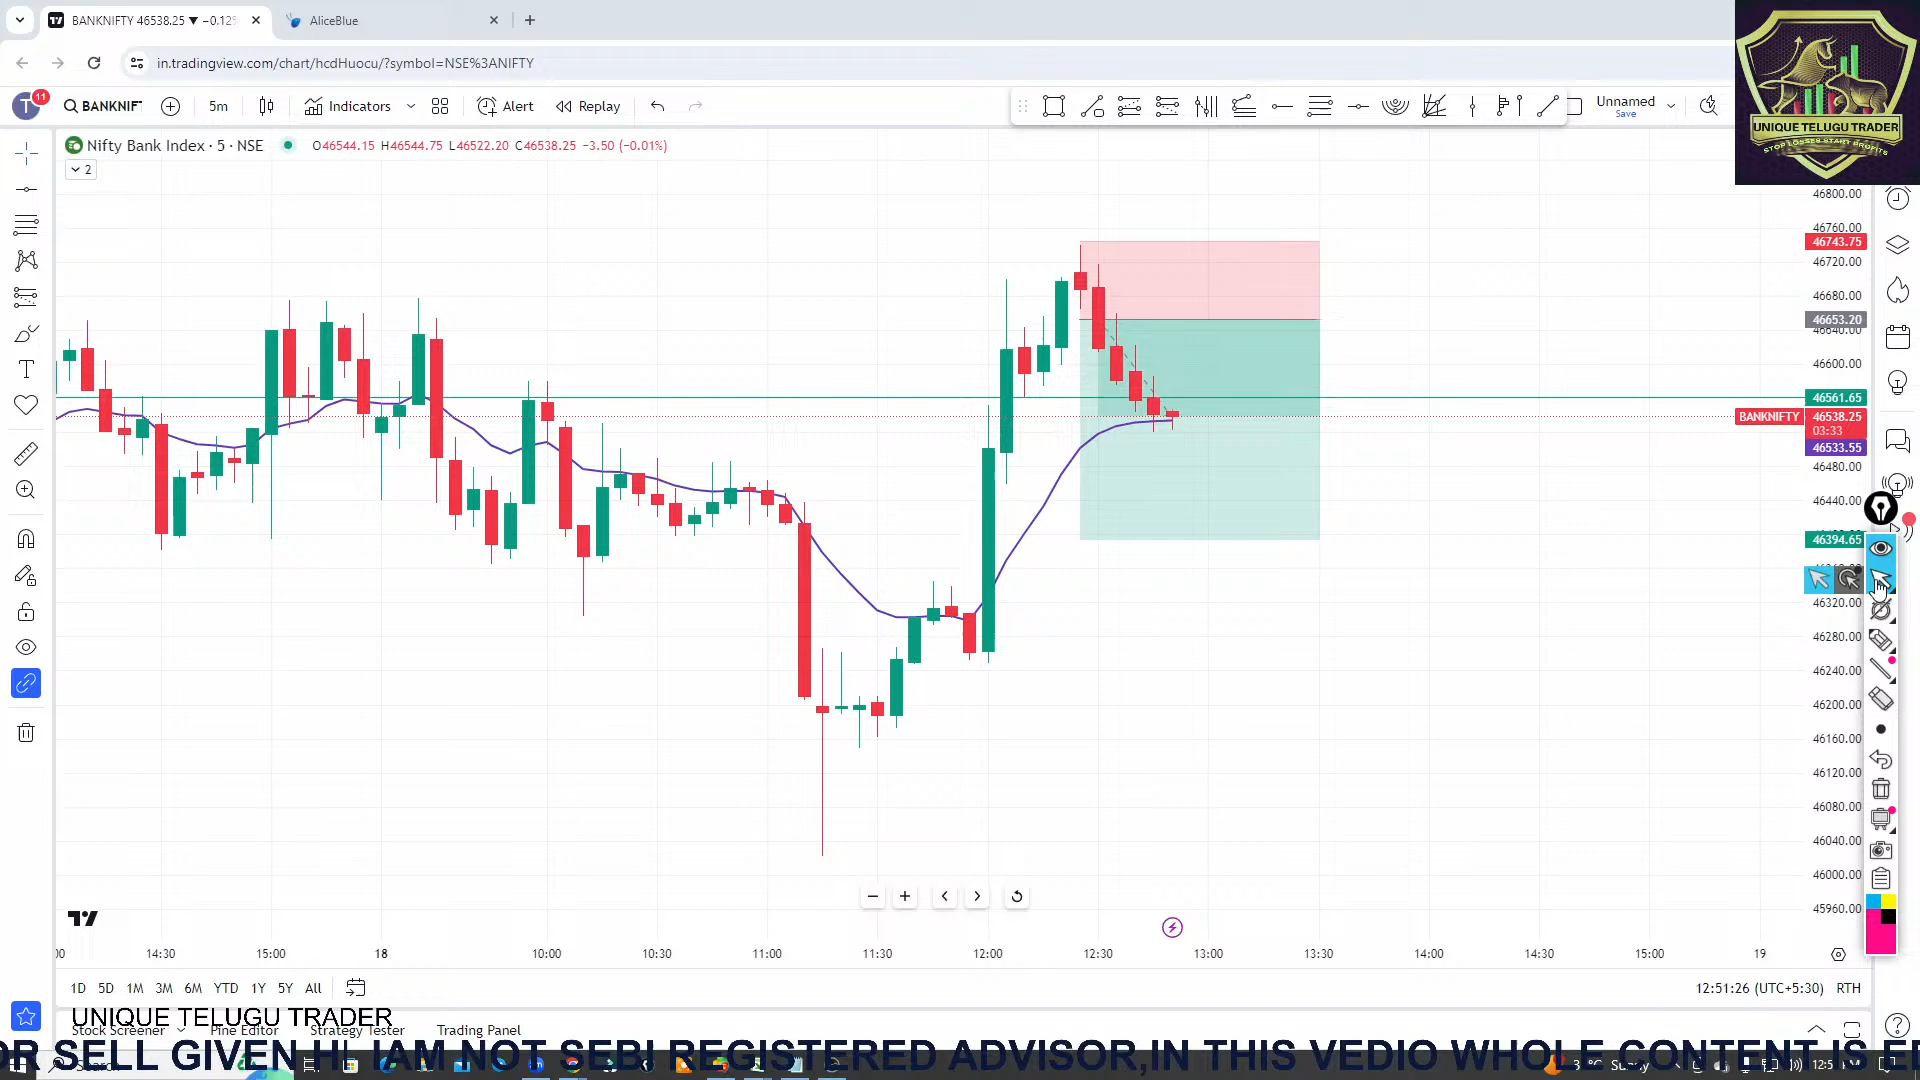 BANKNIFTY 46538.25 ▼ −0.12%
AliceBlue
in.tradingview.com/chart/hcdHuocu/?symbol=NSE%3ANIFTY
T 11 BANKNIF 5m Indicators Alert Replay Unnamed
Save
UNIQUE TELUGU TRADER
STOP LOSSES START PROFITS
Nifty Bank Index · 5 · NSE O46544.15 H46544.75 L46522.20 C46538.25 −3.50 (−0.01%)
2
46800.00
46760.00
46743.75
46720.00
46680.00
46653.20
46640.00
46600.00
46561.65
BANKNIFTY 46538.25
03:33
46533.55
46480.00
46440.00
46394.65
46320.00
46280.00
46240.00
46200.00
46160.00
46120.00
46080.00
46040.00
46000.00
45960.00
14:30 15:00 18 10:00 10:30 11:00 11:30 12:00 12:30 13:00 13:30 14:00 14:30 15:00 19
1D 5D 1M 3M 6M YTD 1Y 5Y All 12:51:26 (UTC+5:30) RTH
UNIQUE TELUGU TRADER
Stock Screener Pine Editor Strategy Tester Trading Panel
OR SELL GIVEN HI, IAM NOT SEBI REGISTERED ADVISOR,IN THIS VEDIO WHOLE CONTENT IS